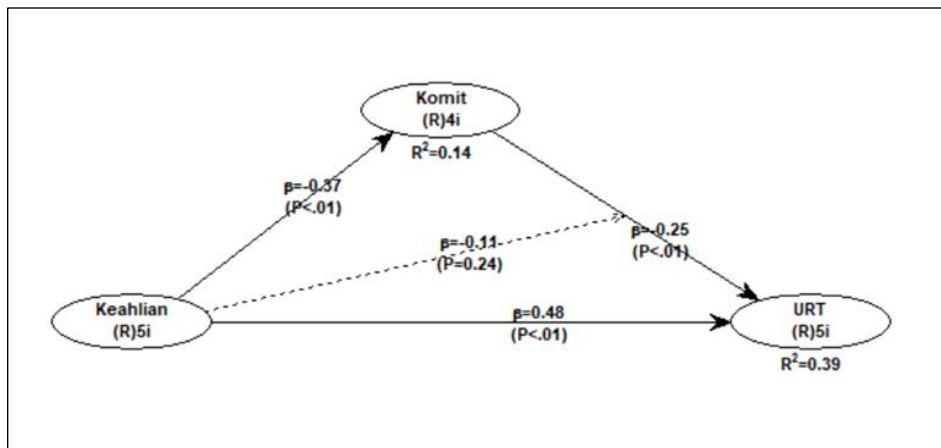 Komit
(R)4i
R²=0.14
β=-0.37
(P<.01)
β=-0.25
(P<.01)
β=-0.11
(P=0.24)
Keahlian
(R)5i
β=0.48
(P<.01)
URT
(R)5i
R²=0.39